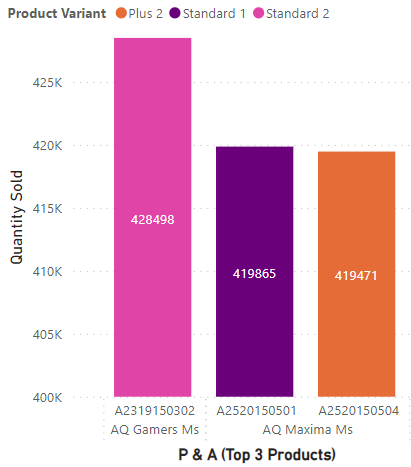 Product Variant Plus 2 Standard 1 Standard 2
Quantity Sold
425K
420K
415K
410K
405K
400K
428498
419865
419471
A2319150302 A2520150501 A2520150504
AQ Gamers Ms AQ Maxima Ms
P & A (Top 3 Products)